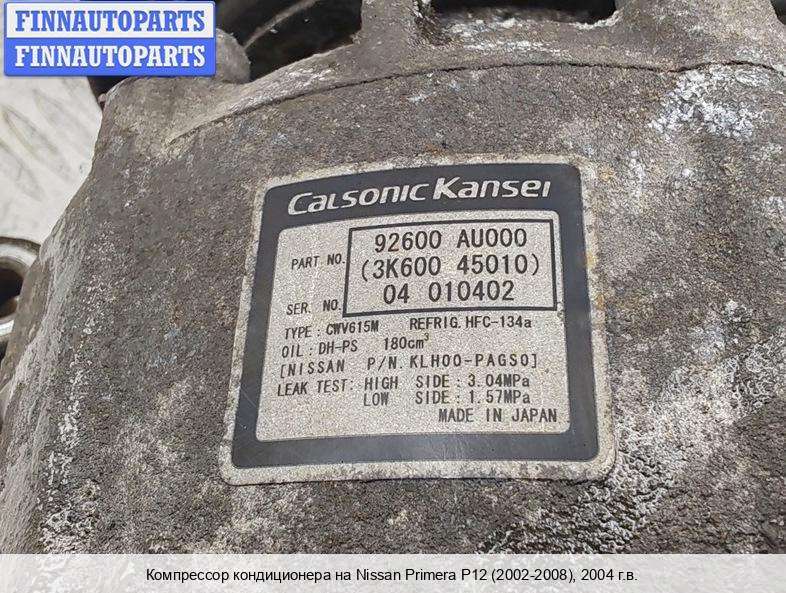 FINNAUTOPARTS
FINNAUTOPARTS
CALSONIC KANSEI
PART NO. 92600 AU000
(3K600 45010)
SER. NO. 04 010402
TYPE : CWV615M REFRIG. HFC-134a
OIL : DH-PS 180cm³
[NISSAN P/N. KLH00-PAGS0]
LEAK TEST: HIGH SIDE : 3.04MPa
LOW SIDE : 1.57MPa
MADE IN JAPAN
Компрессор кондиционера на Nissan Primera P12 (2002-2008), 2004 г.в.